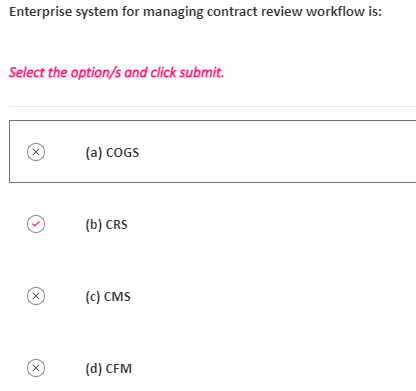 Enterprise system for managing contract review workflow is:
Select the option/s and click submit.
(a) COGS
(b) CRS
(c) CMS
(d) CFM